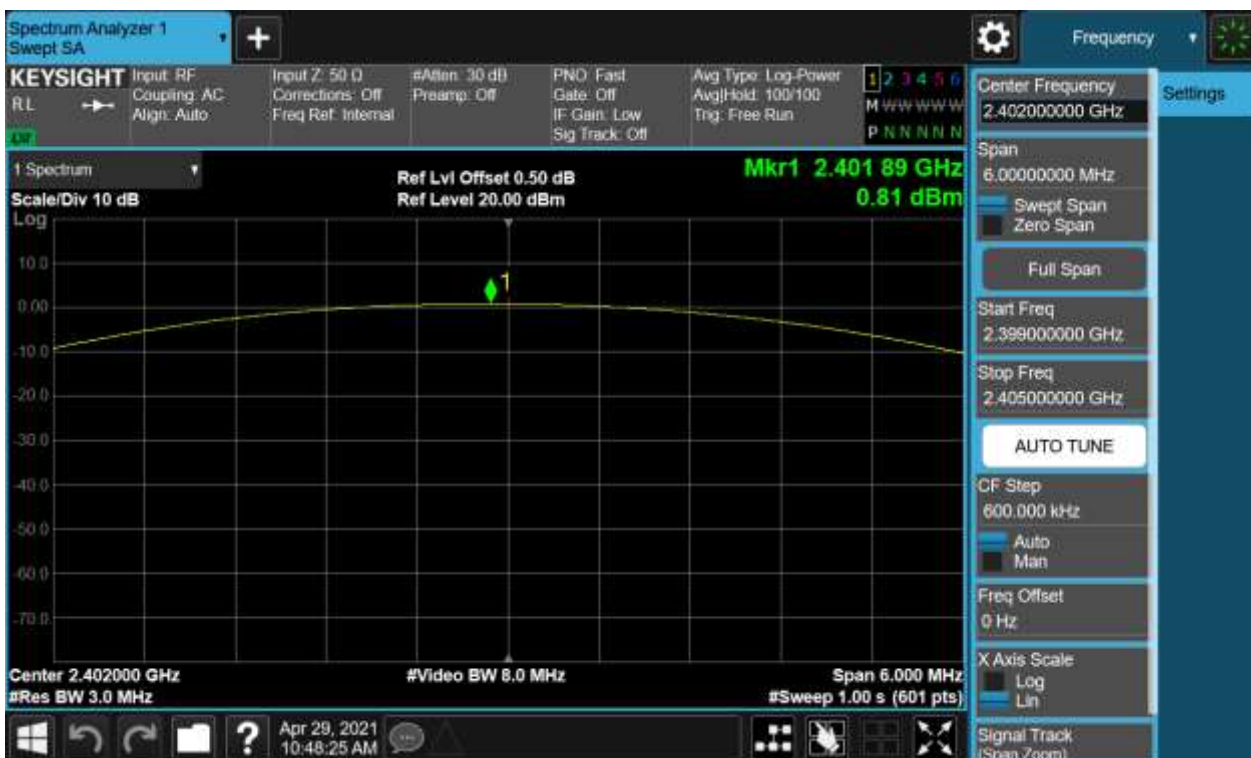 Spectrum Analyzer 1
Swept SA
+
Frequency
KEYSIGHT
RL
LXI
Input: RF
Coupling: AC
Align: Auto
Input Z: 50 Ω
Corrections: Off
Freq Ref: Internal
#Atten: 30 dB
Preamp: Off
PNO: Fast
Gate: Off
IF Gain: Low
Sig Track: Off
Avg Type: Log-Power
Avg|Hold: 100/100
Trig: Free Run
1 2 3 4 5 6
M W W W W W
P N N N N N
1 Spectrum
Scale/Div 10 dB
Log
Ref Lvl Offset 0.50 dB
Ref Level 20.00 dBm
Mkr1 2.401 89 GHz
0.81 dBm
1
10.0
0.00
-10.0
-20.0
-30.0
-40.0
-50.0
-60.0
-70.0
Center 2.402000 GHz
#Res BW 3.0 MHz
#Video BW 8.0 MHz
Span 6.000 MHz
#Sweep 1.00 s (601 pts)
Center Frequency
2.402000000 GHz
Settings
Span
6.00000000 MHz
Swept Span
Zero Span
Full Span
Start Freq
2.399000000 GHz
Stop Freq
2.405000000 GHz
AUTO TUNE
CF Step
600.000 kHz
Auto
Man
Freq Offset
0 Hz
X Axis Scale
Log
Lin
Signal Track
(Span Zoom)
?
Apr 29, 2021
10:48:25 AM